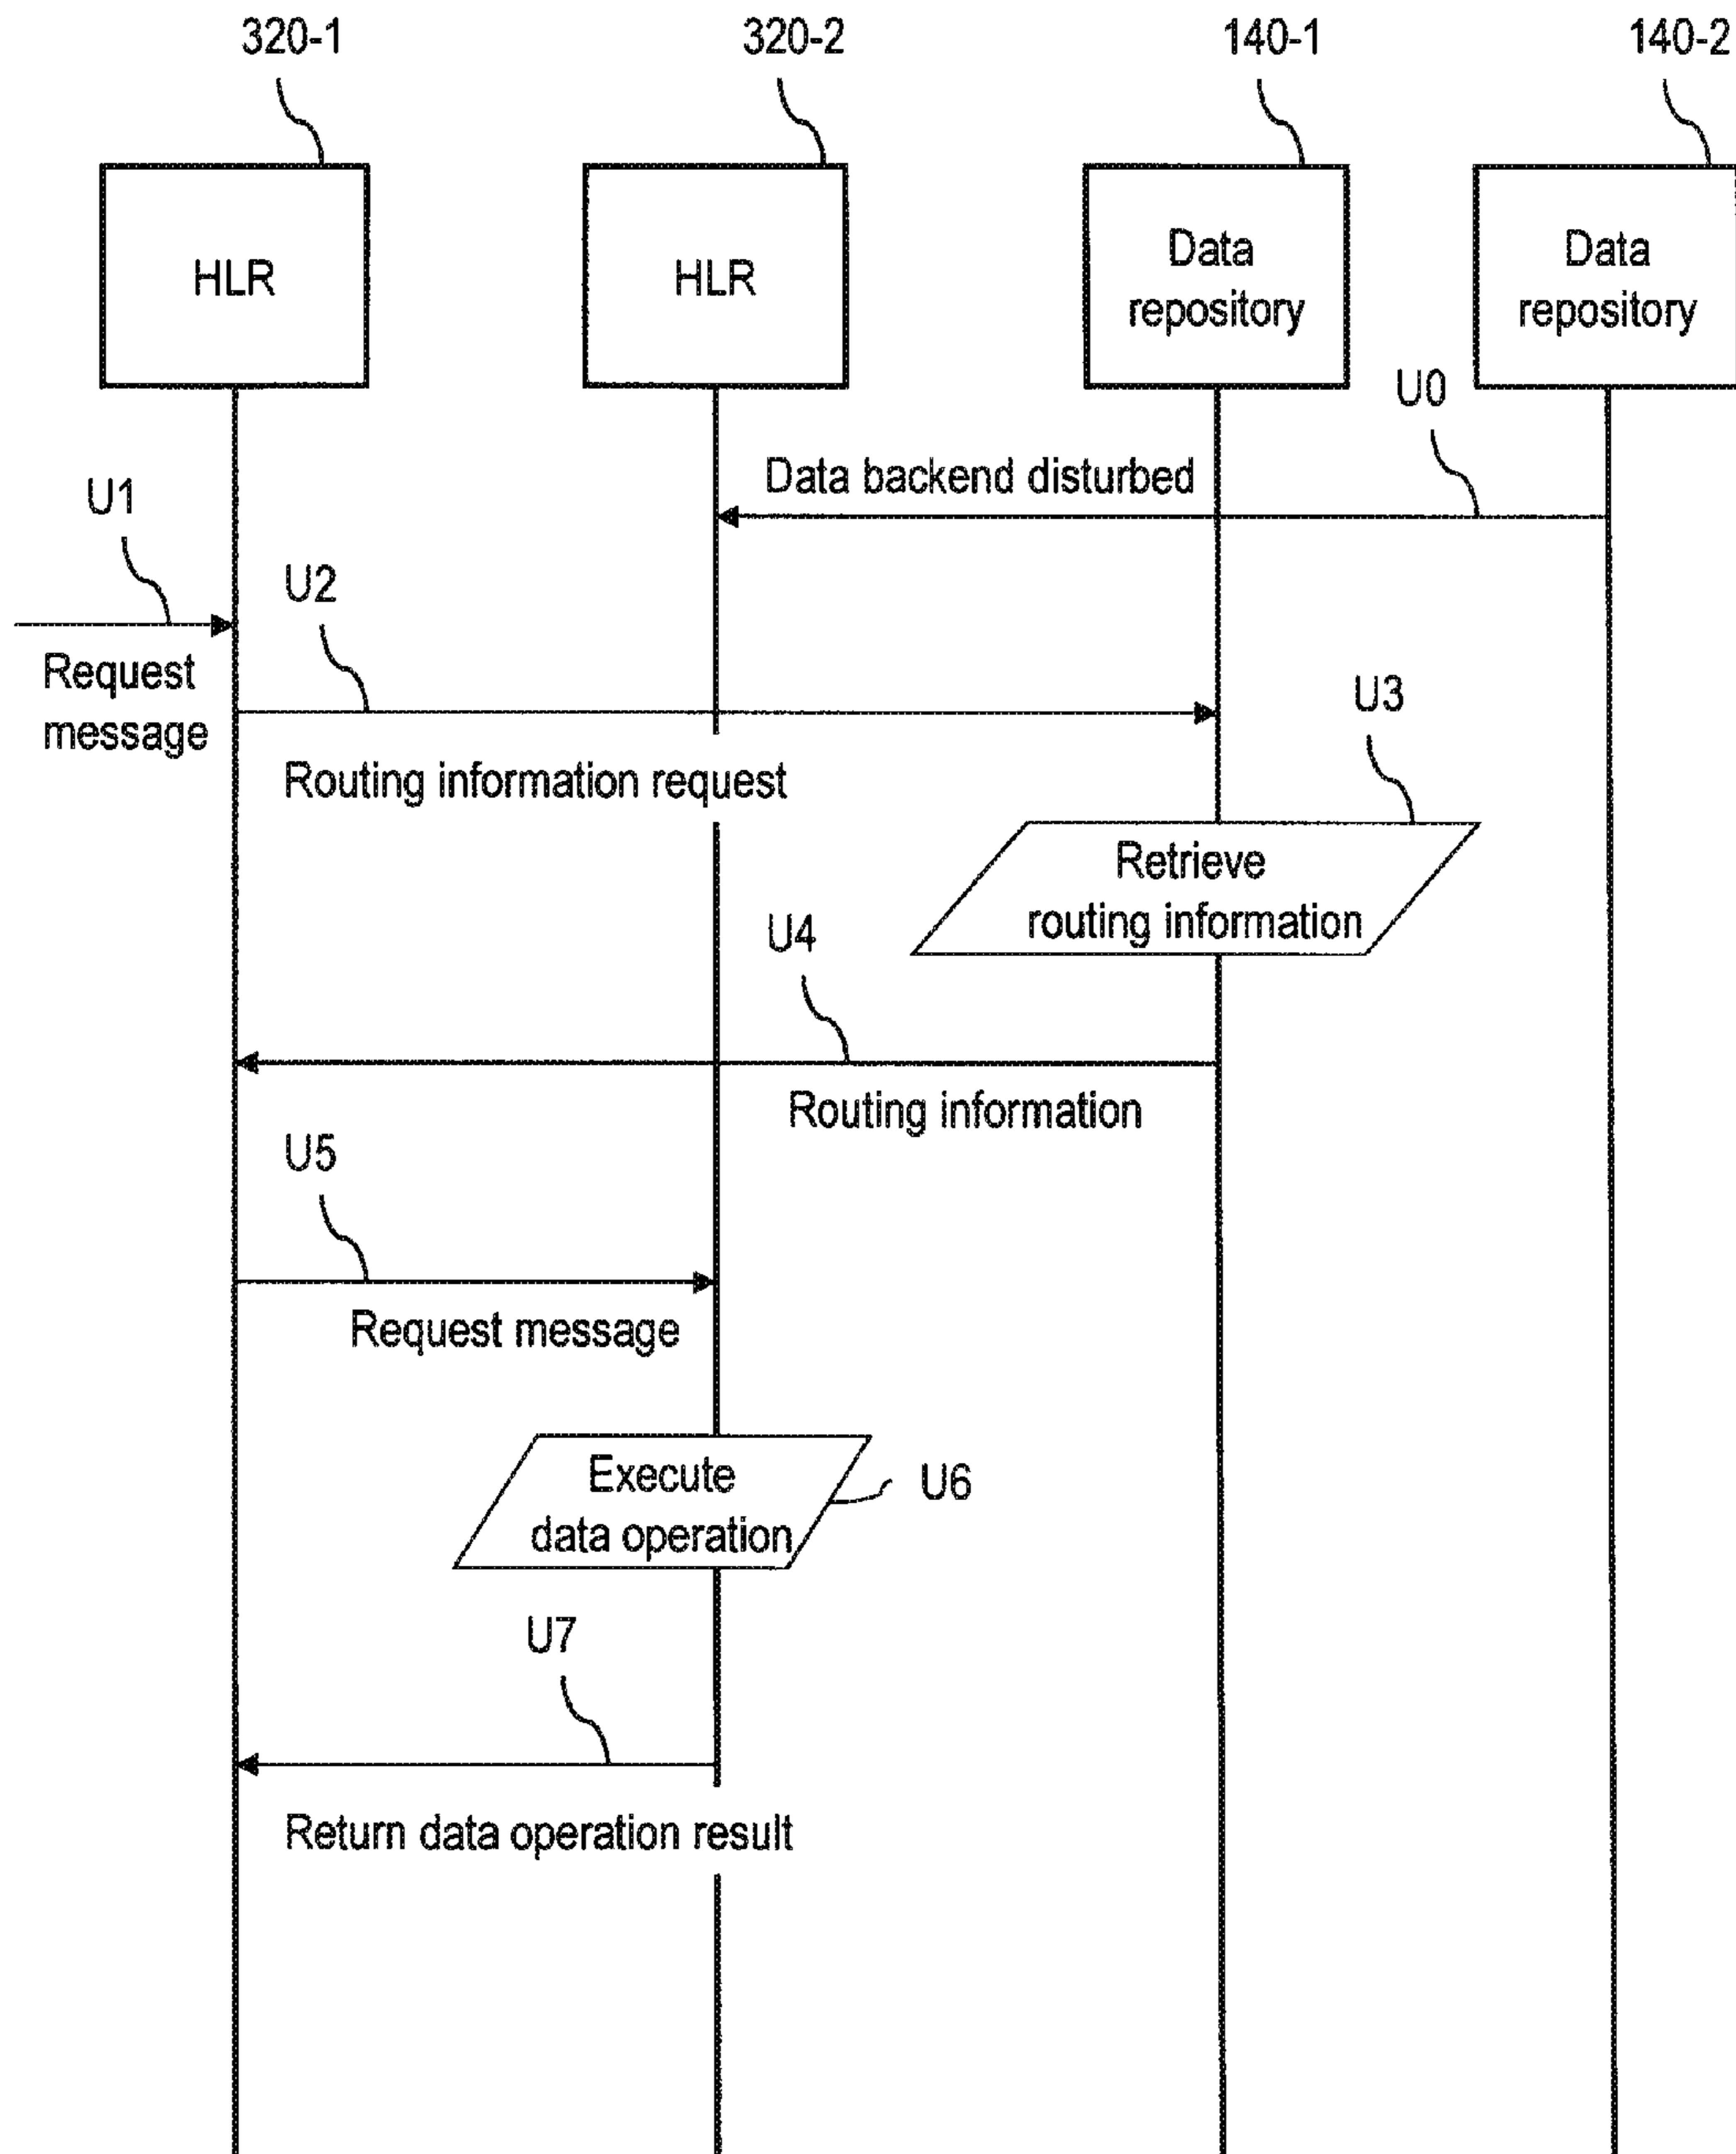 320-1
320-2
140-1
140-2
HLR
HLR
Data
repository
Data
repository
U0
Data backend disturbed
U1
U2
Request
message
U3
Routing information request
Retrieve
routing information
U4
Routing information
U5
Request message
Execute
data operation
U6
U7
Return data operation result